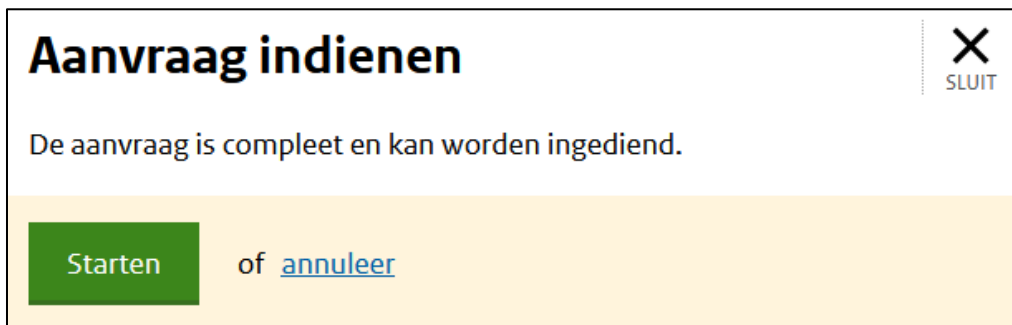 Aanvraag indienen
SLUIT
De aanvraag is compleet en kan worden ingediend.
Starten of annuleer